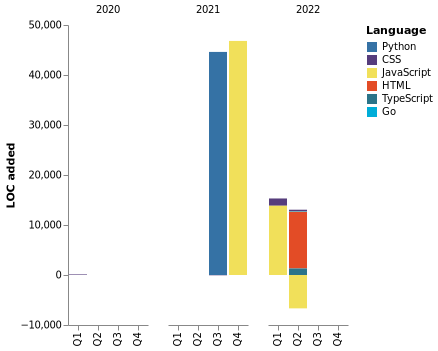 2020
2021
2022
50,000
40,000
30,000
20,000
10,000
0
−10,000
LOC added
Q1
Q2
Q3
Q4
Q1
Q2
Q3
Q4
Q1
Q2
Q3
Q4
Language
Python
CSS
JavaScript
HTML
TypeScript
Go